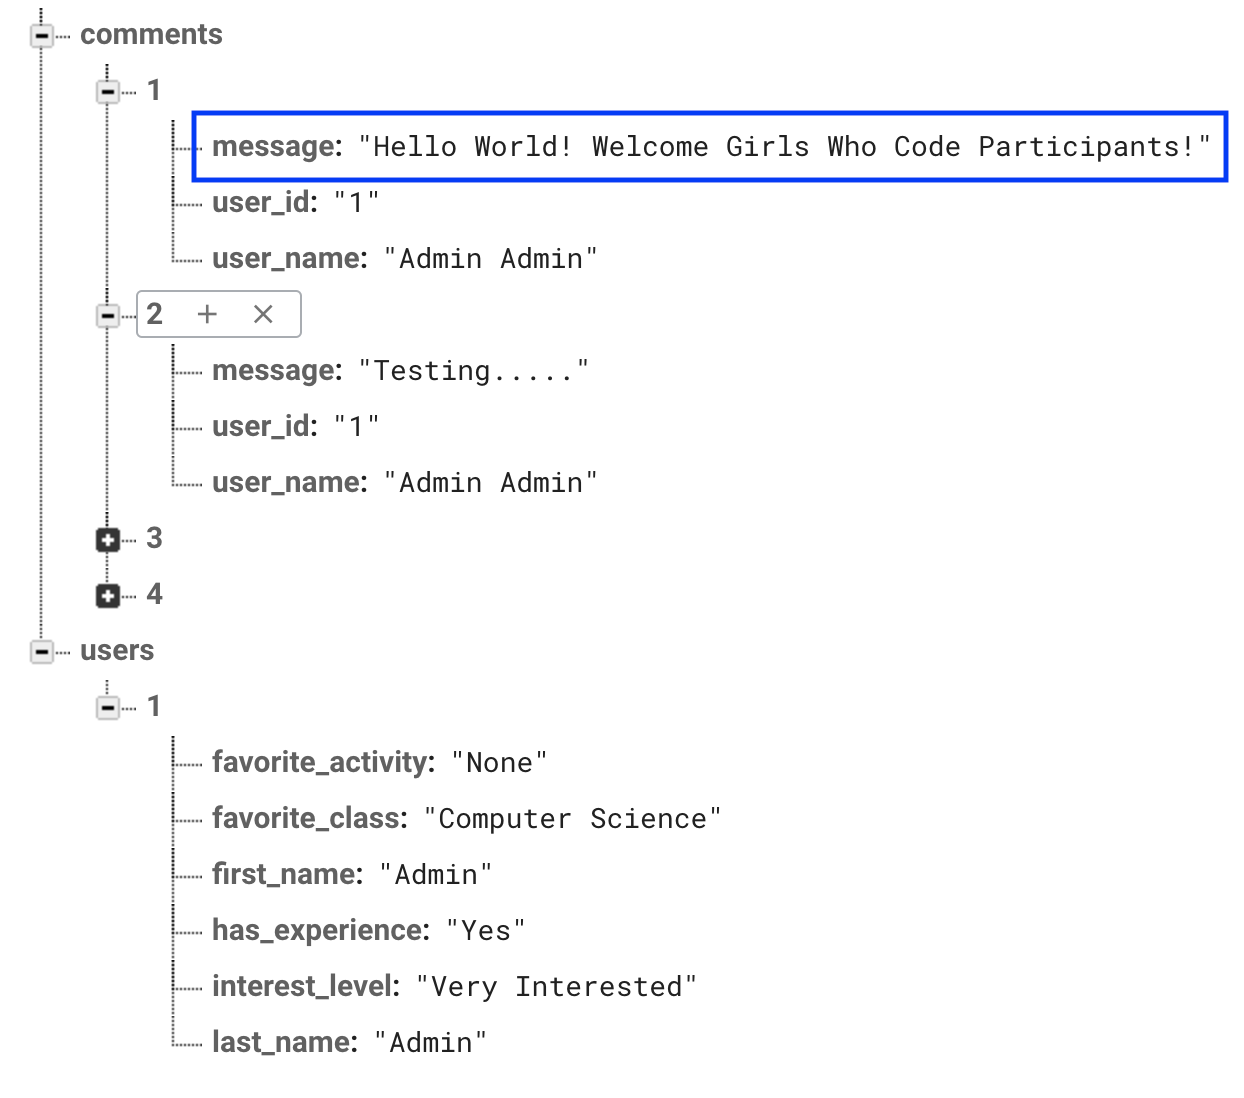 comments
1
message: "Hello World! Welcome Girls Who Code Participants!"
user_id: "1"
user_name: "Admin Admin"
2
message: "Testing....."
user_id: "1"
user_name: "Admin Admin"
3
4
users
1
favorite_activity: "None"
favorite_class: "Computer Science"
first_name: "Admin"
has_experience: "Yes"
interest_level: "Very Interested"
last_name: "Admin"